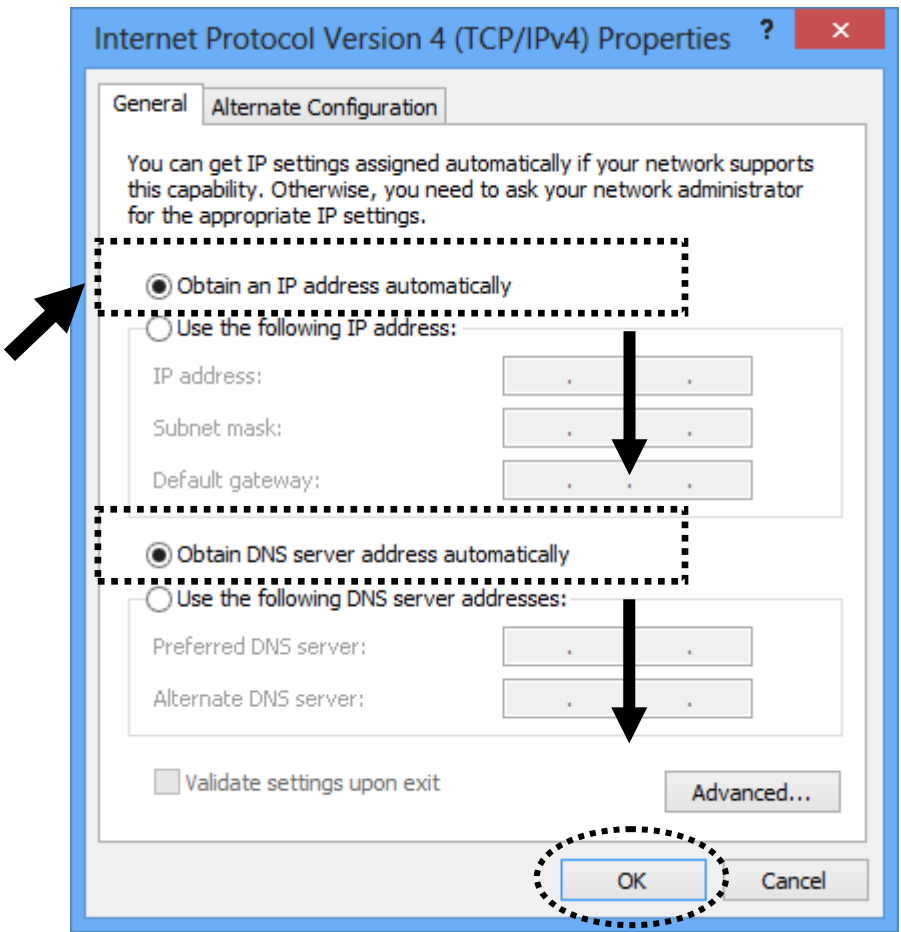 Internet Protocol Version 4 (TCP/IPv4) Properties ?
General Alternate Configuration
You can get IP settings assigned automatically if your network supports
this capability. Otherwise, you need to ask your network administrator
for the appropriate IP settings.
Obtain an IP address automatically
Use the following IP address:
IP address:
Subnet mask:
Default gateway:
Obtain DNS server address automatically
Use the following DNS server addresses:
Preferred DNS server:
Alternate DNS server:
Validate settings upon exit
Advanced...
OK Cancel